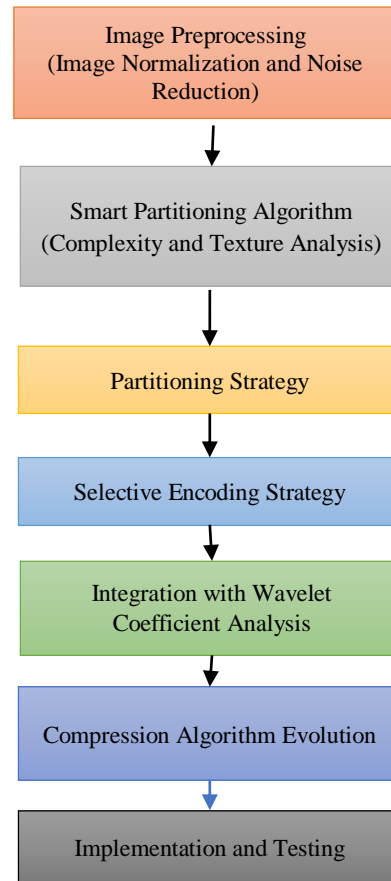 Image Preprocessing
(Image Normalization and Noise
Reduction)
Smart Partitioning Algorithm
(Complexity and Texture Analysis)
Partitioning Strategy
Selective Encoding Strategy
Integration with Wavelet
Coefficient Analysis
Compression Algorithm Evolution
Implementation and Testing